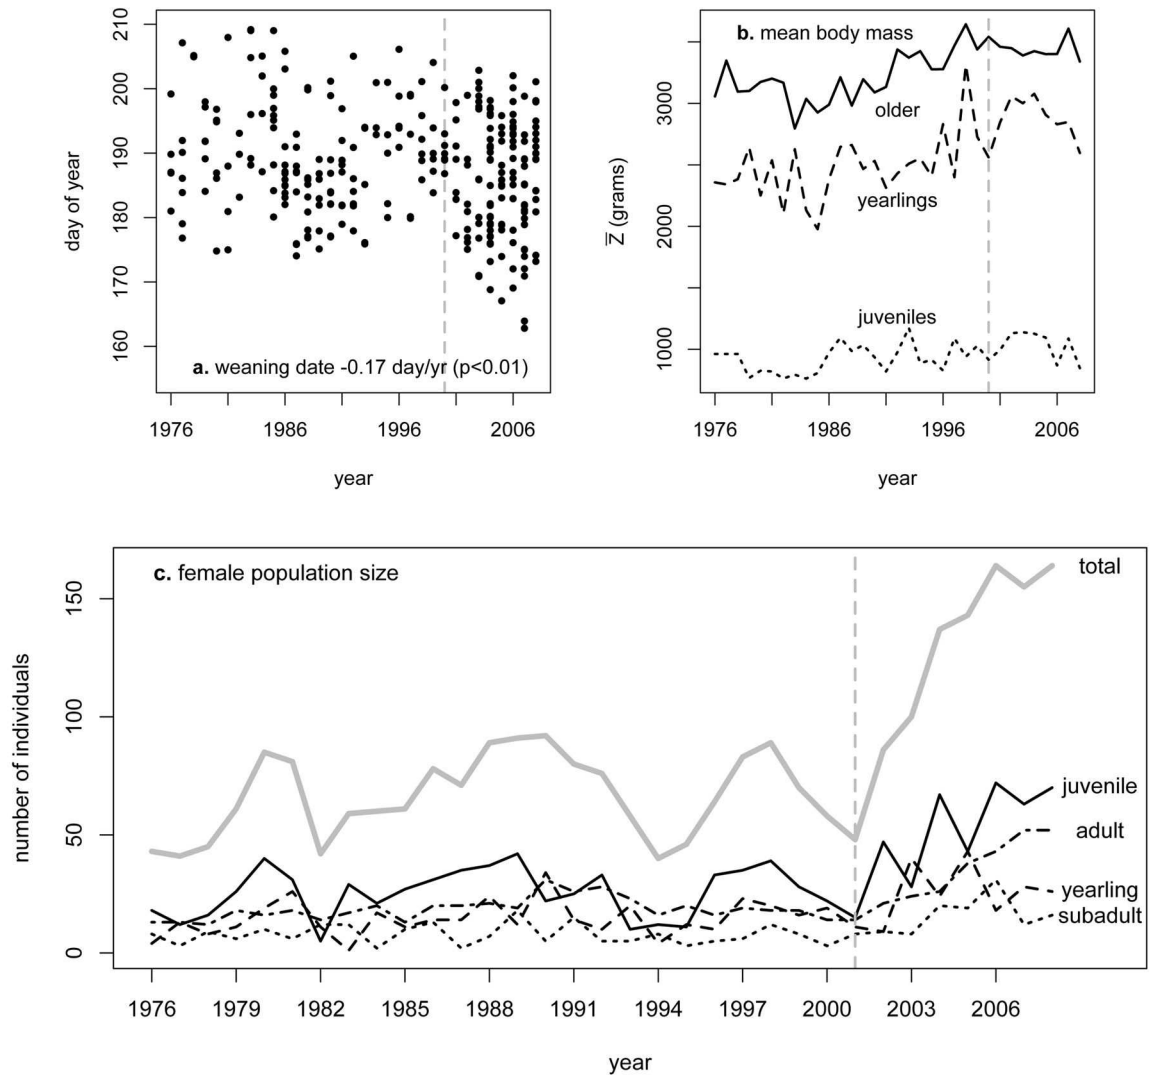 210
200
190
180
170
160
day of year
a. weaning date -0.17 day/yr (p<0.01)
1976
1986
1996
2006
year
b. mean body mass
3000
2000
1000
Z̅ (grams)
older
yearlings
juveniles
1976
1986
1996
2006
year
c. female population size
150
100
50
0
number of individuals
total
juvenile
adult
yearling
subadult
1976
1979
1982
1985
1988
1991
1994
1997
2000
2003
2006
year